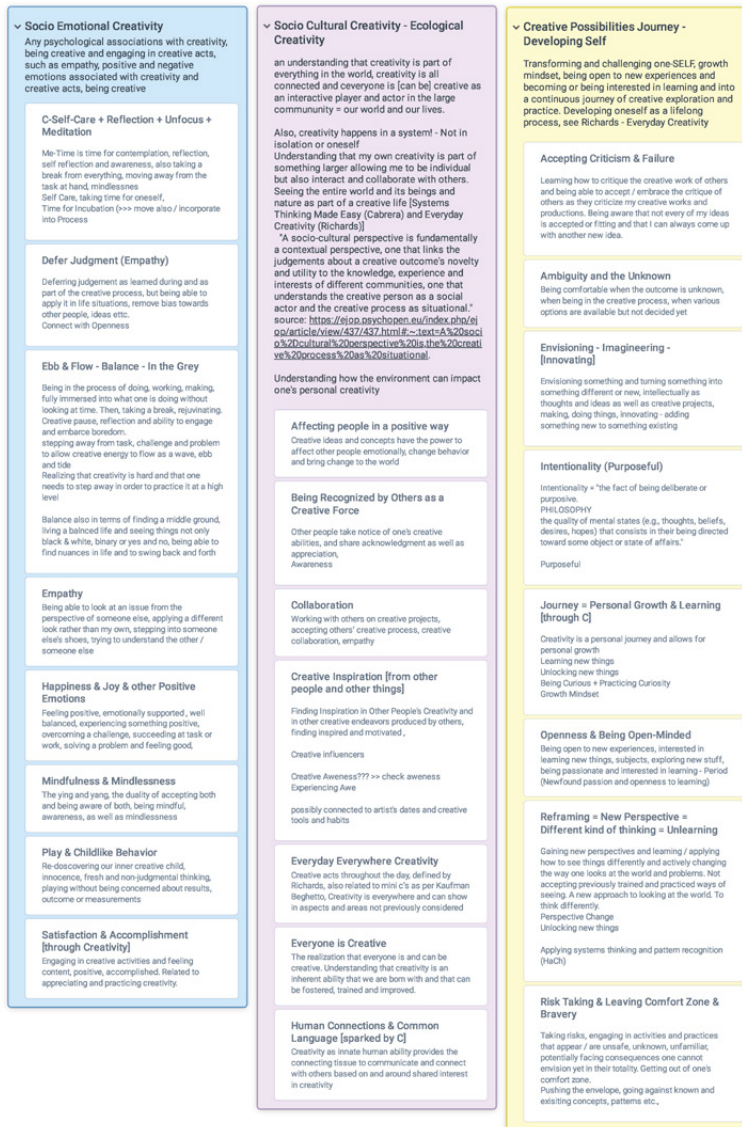 Socio Emotional Creativity
Any psychological associations with creativity,
being creative and engaging in creative acts,
such as empathy, positive and negative
emotions associated with creativity and
creative acts, being creative
C-Self-Care + Reflection + Unfocus +
Meditation
Me-Time is time for contemplation, reflection,
self reflection and awareness, also taking a
break from everything, moving away from the
task at hand, mindlessness
Self Care, taking time for oneself,
Time for Incubation (>>> move also / incorporate
into Process
Defer Judgment (Empathy)
Deferring judgement as learned during and as
part of the creative process, but being able to
apply it in life situations, remove bias towards
other people, ideas ettc.
Connect with Openness
Ebb & Flow - Balance - In the Grey
Being in the process of doing, working, making,
fully immersed into what one is doing without
looking at time. Then, taking a break, rejuvinating.
Creative pause, reflection and ability to engage
and embarce boredom.
stepping away from task, challenge and problem
to allow creative energy to flow as a wave, ebb
and tide
Realizing that creativity is hard and that one
needs to step away in order to practice it at a high
level
Balance also in terms of finding a middle ground,
living a balnced life and seeing things not only
black & white, binary or yes and no, being able to
find nuances in life and to swing back and forth
Empathy
Being able to look at an issue from the
perspective of someone else, applying a different
look rather than my own, stepping into someone
else's shoes, trying to understand the other /
someone else
Happiness & Joy & other Positive
Emotions
Feeling positive, emotionally supported , well
balanced, experiencing something positive,
overcoming a challenge, succeeding at task or
work, solving a problem and feeling good,
Mindfulness & Mindlessness
The ying and yang, the duality of accepting both
and being aware of both, being mindful,
awareness, as well as mindlessness
Play & Childlike Behavior
Re-doscovering our inner creative child,
innocence, fresh and non-judgmental thinking,
playing without being concerned about results,
outcome or measurements
Satisfaction & Accomplishment
[through Creativity]
Engaging in creative activities and feeling
content, positive, accomplished. Related to
appreciating and practicing creativity.
Socio Cultural Creativity - Ecological
Creativity
an understanding that creativity is part of
everything in the world, creativity is all
connected and ceveryone is [can be] creative as
an interactive player and actor in the large
communuity = our world and our lives.
Also, creativity happens in a system! - Not in
isolation or oneself
Understanding that my own creativity is part of
something larger allowing me to be individual
but also interact and collaborate with others.
Seeing the entire world and its beings and
nature as part of a creative life [Systems
Thinking Made Easy (Cabrera) and Everyday
Creativity (Richards)]
"A socio-cultural perspective is fundamentally
a contextual perspective, one that links the
judgements about a creative outcome's novelty
and utility to the knowledge, experience and
interests of different communities, one that
understands the creative person as a social
actor and the creative process as situational."
source: https://ejop.psychopen.eu/index.php/ej
op/article/view/437/437.html#:~:text=A%20soci
o%2Dcultural%20perspective%20is,the%20creati
ve%20process%20as%20situational.
Understanding how the environment can impact
one's personal creativity
Affecting people in a positive way
Creative ideas and concepts have the power to
affect other people emotionally, change behavior
and bring change to the world
Being Recognized by Others as a
Creative Force
Other people take notice of one's creative
abilities, and share acknowledgment as well as
appreciation,
Awareness
Collaboration
Working with others on creative projects,
accepting others' creative process, creative
collaboration, empathy
Creative Inspiration [from other
people and other things]
Finding Inspiration in Other People's Creativity and
in other creative endeavors produced by others,
finding inspired and motivated ,
Creative influencers
Creative Aweness??? >> check aweness
Experiencing Awe
possibly connected to artist's dates and creative
tools and habits
Everyday Everywhere Creativity
Creative acts throughout the day, defined by
Richards, also related to mini c's as per Kaufman
Beghetto, Creativity is everywhere and can show
in aspects and areas not previously considered
Everyone is Creative
The realization that everyone is and can be
creative. Understanding that creativity is an
inherent ability that we are born with and that can
be fostered, trained and improved.
Human Connections & Common
Language [sparked by C]
Creativity as innate human ability provides the
connecting tissue to communicate and connect
with others based on and around shared interest
in creativity
Creative Possibilities Journey -
Developing Self
Transforming and challenging one-SELF, growth
mindset, being open to new experiences and
becoming or being interested in learning and into
a continuous journey of creative exploration and
practice. Developing oneself as a lifelong
process, see Richards - Everyday Creativity
Accepting Criticism & Failure
Learning how to critique the creative work of others
and being able to accept / embrace the critique of
others as they criticize my creative works and
productions. Being aware that not every of my ideas
is accepted or fitting and that I can always come up
with another new idea.
Ambiguity and the Unknown
Being comfortable when the outcome is unknown,
when being in the creative process, when various
options are available but not decided yet
Envisioning - Imagineering -
[Innovating]
Envisioning something and turning something into
something different or new, intellectually as
thoughts and ideas as well as creative projects,
making, doing things, innovating - adding
something new to something existing
Intentionality (Purposeful)
Intentionality = "the fact of being deliberate or
purposive.
PHILOSOPHY
the quality of mental states (e.g., thoughts, beliefs,
desires, hopes) that consists in their being directed
toward some object or state of affairs."
Purposeful
Journey = Personal Growth & Learning
[through C]
Creativity is a personal journey and allows for
personal growth
Learning new things
Unlocking new things
Being Curious + Practicing Curiosity
Growth Mindset
Openness & Being Open-Minded
Being open to new experiences, interested in
learning new things, subjects, exploring new stuff,
being passionate and interested in learning - Period
(Newfound passion and openness to learning)
Reframing = New Perspective =
Different kind of thinking = Unlearning
Gaining new perspectives and learning / applying
how to see things differently and actively changing
the way one looks at the world and problems. Not
accepting previously trained and practiced ways of
seeing. A new approach to looking at the world. To
think differently.
Perspective Change
Unlocking new things
Applying systems thinking and pattern recognition
(HaCh)
Risk Taking & Leaving Comfort Zone &
Bravery
Taking risks, engaging in activities and practices
that appear / are unsafe, unknown, unfamiliar,
potentially facing consequences one cannot
envision yet in their totality. Getting out of one's
comfort zone.
Pushing the envelope, going against known and
exisiting concepts, patterns etc.,